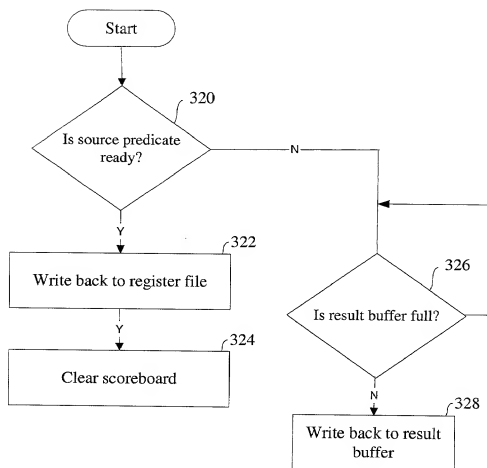 Start
320
Is source predicate
ready?
N
Y
322
Write back to register file
326
Is result buffer full?
Y
324
Clear scoreboard
N
328
Write back to result
buffer